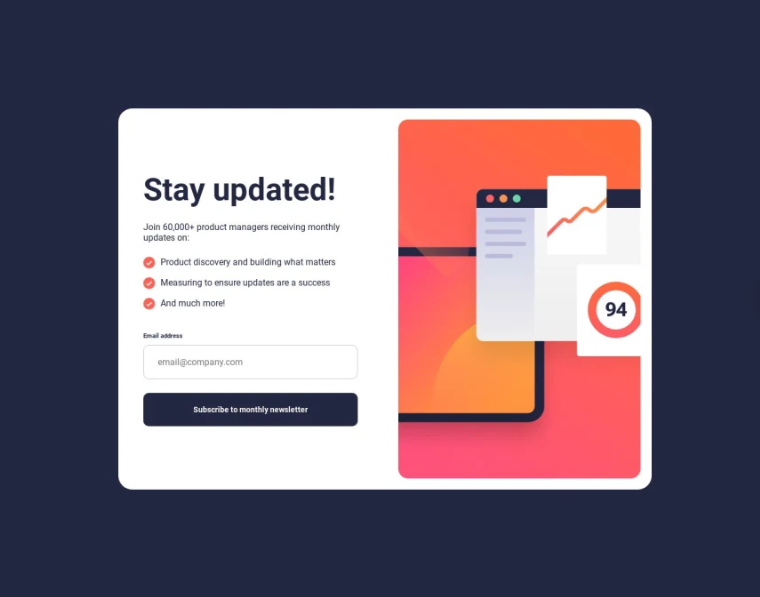 Stay updated!
Join 60,000+ product managers receiving monthly
updates on:
Product discovery and building what matters
Measuring to ensure updates are a success
And much more!
Email address
email@company.com
Subscribe to monthly newsletter
94